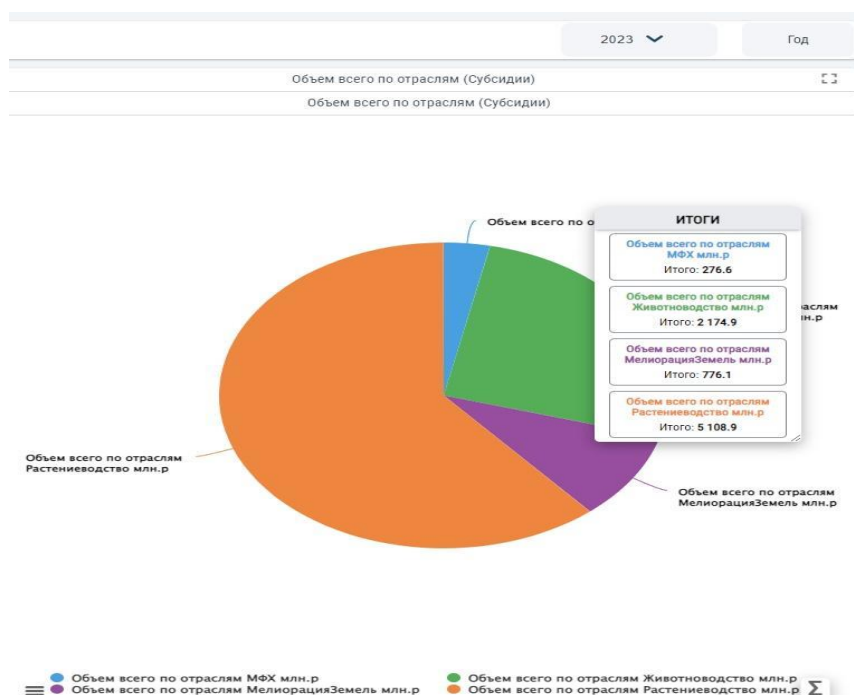 2023
Год
Объем всего по отраслям (Субсидии)
Объем всего по отраслям (Субсидии)
Объем всего по о
ИТОГИ
Объем всего по отраслям
МФХ млн.р
Итого: 276.6
Объем всего по отраслям
Животноводство млн.р
Итого: 2 174.9
Объем всего по отраслям
МелиорацияЗемель млн.р
Итого: 776.1
Объем всего по отраслям
Растениеводство млн.р
Итого: 5 108.9
аслям
н.р
Объем всего по отраслям
Растениеводство млн.р
Объем всего по отраслям
МелиорацияЗемель млн.р
Объем всего по отраслям МФХ млн.р
Объем всего по отраслям Животноводство млн.р
Объем всего по отраслям МелиорацияЗемель млн.р
Объем всего по отраслям Растениеводство млн.р
Σ